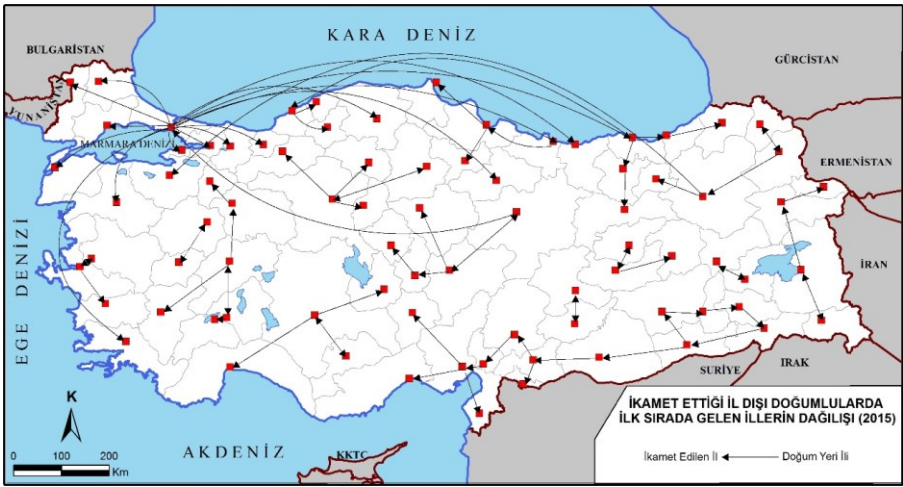 KARA DENİZ
BULGARİSTAN
GÜRCİSTAN
YUNANİSTAN
MARMARA DENİZİ
ERMENİSTAN
EGE DENİZİ
İRAN
SURİYE
IRAK
K
AKDENİZ
KKTC
0 100 200
Km
İKAMET ETTİĞİ İL DIŞI DOĞUMLULARDA
İLK SIRADA GELEN İLLERİN DAĞILIŞI (2015)
İkamet Edilen İl Doğum Yeri İli